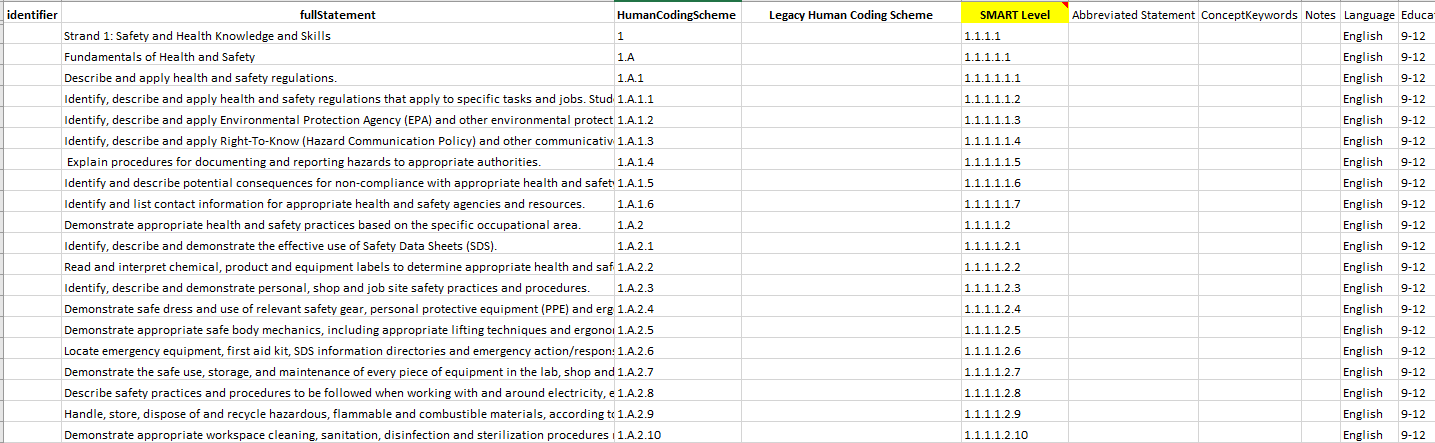 identifier fullStatement HumanCodingScheme Legacy Human Coding Scheme SMART Level Abbreviated Statement ConceptKeywords Notes Language Educa
Strand 1: Safety and Health Knowledge and Skills 1 1.1.1.1 English 9-12
Fundamentals of Health and Safety 1.A 1.1.1.1.1 English 9-12
Describe and apply health and safety regulations. 1.A.1 1.1.1.1.1.1 English 9-12
Identify, describe and apply health and safety regulations that apply to specific tasks and jobs. Stud 1.A.1.1 1.1.1.1.1.2 English 9-12
Identify, describe and apply Environmental Protection Agency (EPA) and other environmental protect 1.A.1.2 1.1.1.1.1.3 English 9-12
Identify, describe and apply Right-To-Know (Hazard Communication Policy) and other communicativ 1.A.1.3 1.1.1.1.1.4 English 9-12
Explain procedures for documenting and reporting hazards to appropriate authorities. 1.A.1.4 1.1.1.1.1.5 English 9-12
Identify and describe potential consequences for non-compliance with appropriate health and safet 1.A.1.5 1.1.1.1.1.6 English 9-12
Identify and list contact information for appropriate health and safety agencies and resources. 1.A.1.6 1.1.1.1.1.7 English 9-12
Demonstrate appropriate health and safety practices based on the specific occupational area. 1.A.2 1.1.1.1.2 English 9-12
Identify, describe and demonstrate the effective use of Safety Data Sheets (SDS). 1.A.2.1 1.1.1.1.2.1 English 9-12
Read and interpret chemical, product and equipment labels to determine appropriate health and saf 1.A.2.2 1.1.1.1.2.2 English 9-12
Identify, describe and demonstrate personal, shop and job site safety practices and procedures. 1.A.2.3 1.1.1.1.2.3 English 9-12
Demonstrate safe dress and use of relevant safety gear, personal protective equipment (PPE) and erg 1.A.2.4 1.1.1.1.2.4 English 9-12
Demonstrate appropriate safe body mechanics, including appropriate lifting techniques and ergono 1.A.2.5 1.1.1.1.2.5 English 9-12
Locate emergency equipment, first aid kit, SDS information directories and emergency action/respons 1.A.2.6 1.1.1.1.2.6 English 9-12
Demonstrate the safe use, storage, and maintenance of every piece of equipment in the lab, shop and 1.A.2.7 1.1.1.1.2.7 English 9-12
Describe safety practices and procedures to be followed when working with and around electricity, e 1.A.2.8 1.1.1.1.2.8 English 9-12
Handle, store, dispose of and recycle hazardous, flammable and combustible materials, according to 1.A.2.9 1.1.1.1.2.9 English 9-12
Demonstrate appropriate workspace cleaning, sanitation, disinfection and sterilization procedures 1.A.2.10 1.1.1.1.2.10 English 9-12